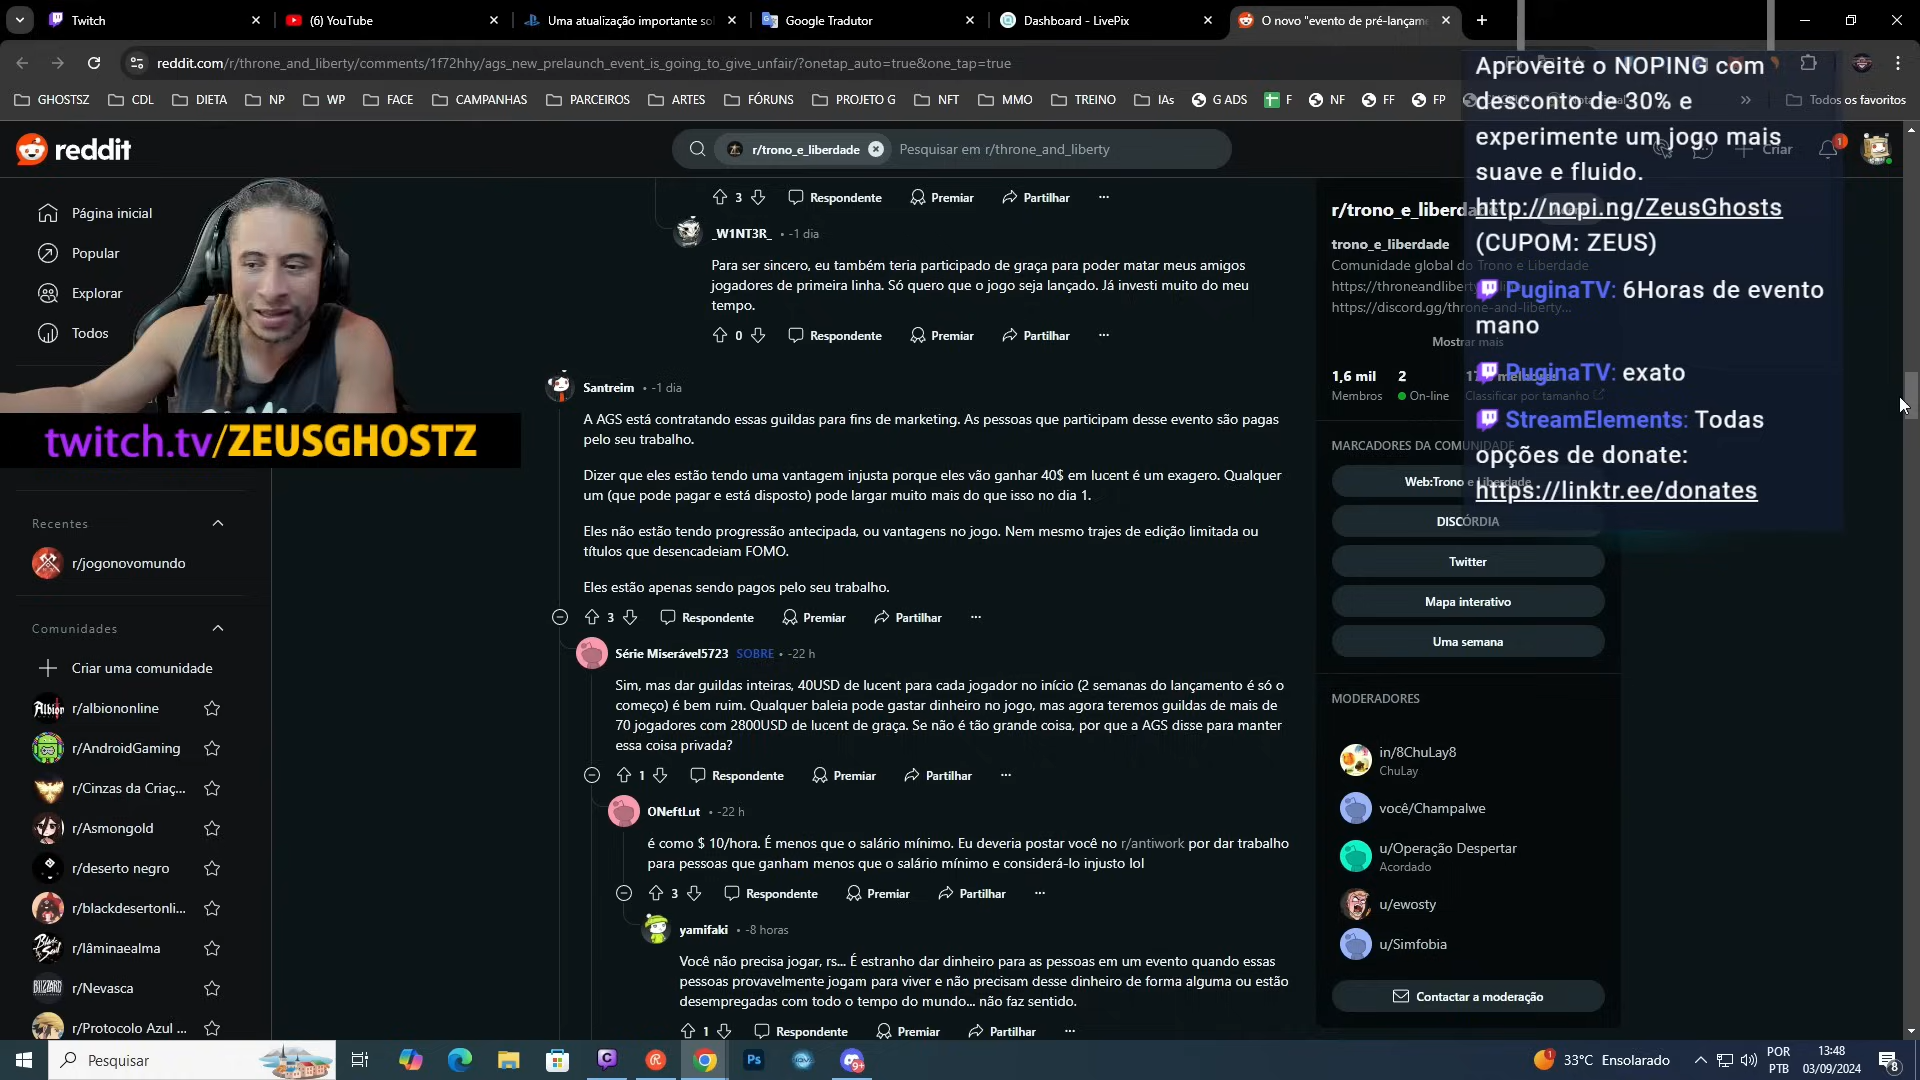 Twitch
(6) YouTube
Uma atualização importante so
Google Tradutor
Dashboard - LivePix
O novo "evento de pré-lançam
reddit.com/r/throne_and_liberty/comments/1f72hhy/ags_new_prelaunch_event_is_going_to_give_unfair/?onetap_auto=true&one_tap=true
GHOSTSZ
CDL
DIETA
NP
WP
FACE
CAMPANHAS
PARCEIROS
ARTES
FÓRUNS
PROJETO G
NFT
MMO
TREINO
IAs
G ADS
F
NF
FF
FP
Todos os favoritos
reddit
r/trono_e_liberdade
Pesquisar em r/throne_and_liberty
Criar
1
Página inicial
Popular
Explorar
Todos
twitch.tv/ZEUSGHOSTZ
Recentes
r/jogonovomundo
Comunidades
Criar uma comunidade
r/albiononline
r/AndroidGaming
r/Cinzas da Criaç...
r/Asmongold
r/deserto negro
r/blackdesertonli...
r/lâminaealma
r/Nevasca
r/Protocolo Azul ...
3 Respondente Premiar Partilhar ...
_W1NT3R_ • -1 dia
Para ser sincero, eu também teria participado de graça para poder matar meus amigos
jogadores de primeira linha. Só quero que o jogo seja lançado. Já investi muito do meu
tempo.
0 Respondente Premiar Partilhar ...
Santreim • -1 dia
A AGS está contratando essas guildas para fins de marketing. As pessoas que participam desse evento são pagas
pelo seu trabalho.
Dizer que eles estão tendo uma vantagem injusta porque eles vão ganhar 40$ em lucent é um exagero. Qualquer
um (que pode pagar e está disposto) pode largar muito mais do que isso no dia 1.
Eles não estão tendo progressão antecipada, ou vantagens no jogo. Nem mesmo trajes de edição limitada ou
títulos que desencadeiam FOMO.
Eles estão apenas sendo pagos pelo seu trabalho.
3 Respondente Premiar Partilhar ...
Série Miserável5723 SOBRE • -22 h
Sim, mas dar guildas inteiras, 40USD de lucent para cada jogador no início (2 semanas do lançamento é só o
começo) é bem ruim. Qualquer baleia pode gastar dinheiro no jogo, mas agora teremos guildas de mais de
70 jogadores com 2800USD de lucent de graça. Se não é tão grande coisa, por que a AGS disse para manter
essa coisa privada?
1 Respondente Premiar Partilhar ...
ONeftLut • -22 h
é como $ 10/hora. É menos que o salário mínimo. Eu deveria postar você no r/antiwork por dar trabalho
para pessoas que ganham menos que o salário mínimo e considerá-lo injusto lol
3 Respondente Premiar Partilhar ...
yamifaki • -8 horas
Você não precisa jogar, rs... É estranho dar dinheiro para as pessoas em um evento quando essas
pessoas provavelmente jogam para viver e não precisam desse dinheiro de forma alguma ou estão
desempregadas com todo o tempo do mundo... não faz sentido.
1 Respondente Premiar Partilhar ...
Aproveite o NOPING com
desconto de 30% e
experimente um jogo mais
suave e fluido.
http://nopi.ng/ZeusGhosts
(CUPOM: ZEUS)
PuginaTV: 6Horas de evento
mano
PuginaTV: exato
StreamElements: Todas
opções de donate:
https://linktr.ee/donates
r/trono_e_liberda
trono_e_liberdade
Comunidade global do Trono e Liberdade
https://throneandliberty
https://discord.gg/throne-and-liberty...
Mostrar mais
1,6 mil
Membros
2
On-line
Classificar por tamanho
MARCADORES DA COMUNIDADE
Web:Trono e Liberdade
DISCÓRDIA
Twitter
Mapa interativo
Uma semana
MODERADORES
in/8ChuLay8
ChuLay
você/Champalwe
u/Operação Despertar
Acordado
u/ewosty
u/Simfobia
Contactar a moderação
Pesquisar
Ps
9+
1
33°C Ensolarado
POR
PTB
13:48
03/09/2024
8